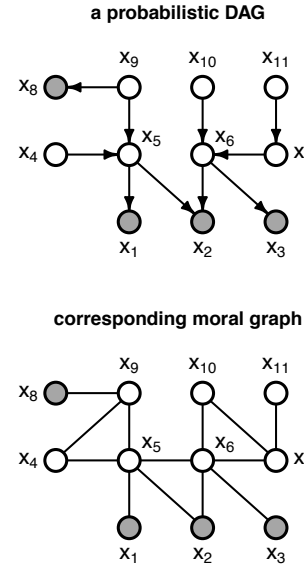 a probabilistic DAG
x9 x10 x11
x8
x5 x6
x4 x
x1 x2 x3
corresponding moral graph
x9 x10 x11
x8
x5 x6
x4 x
x1 x2 x3